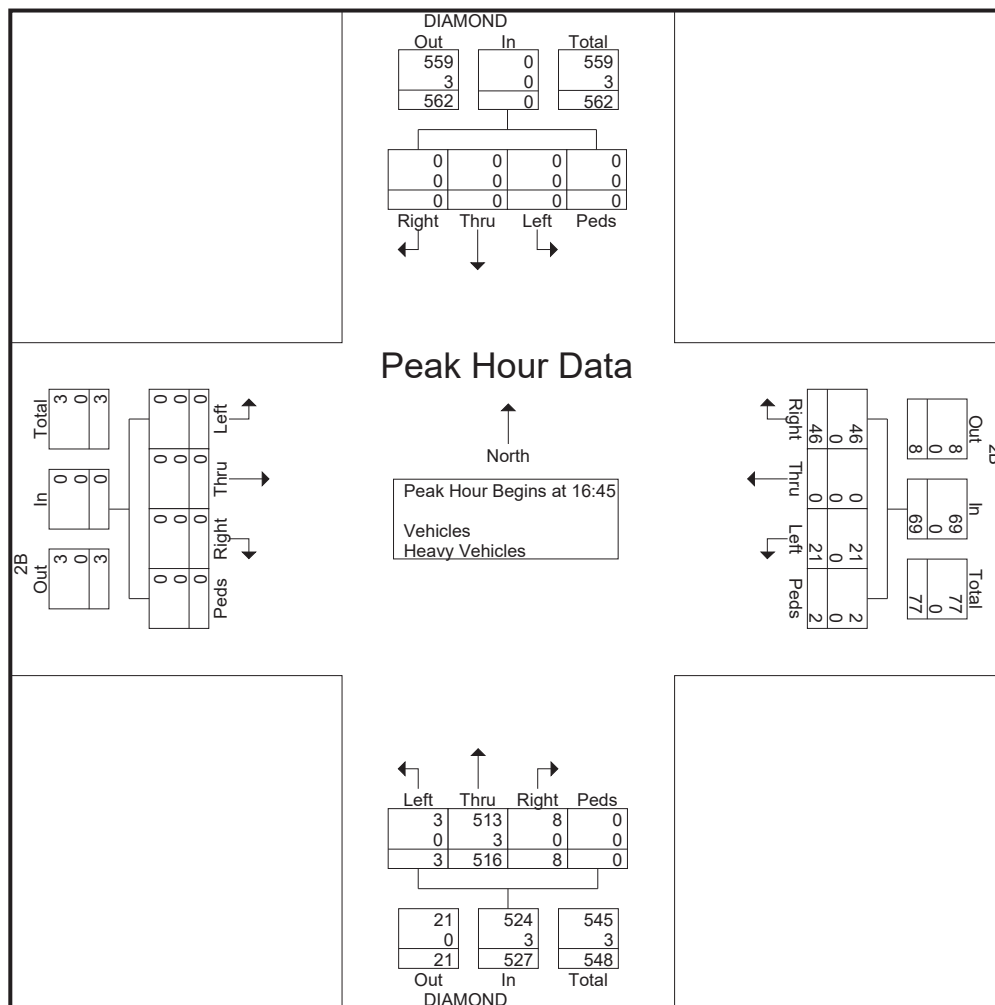 DIAMOND
Out In Total
559 0 559
3 0 3
562 0 562
0 0 0 0
0 0 0 0
0 0 0 0
Right Thru Left Peds
Peak Hour Data
North
Peak Hour Begins at 16:45
Vehicles
Heavy Vehicles
2B
Out In Total
3 0 3
0 0 0
3 0 3
Left Thru Right Peds
0 0 0 0
0 0 0 0
0 0 0 0
2B
Out In Total
8 69 77
0 0 0
8 69 77
Right Thru Left Peds
46 0 21 2
0 0 0 0
46 0 21 2
Left Thru Right Peds
3 513 8 0
0 3 0 0
3 516 8 0
21 524 545
0 3 3
21 527 548
Out In Total
DIAMOND